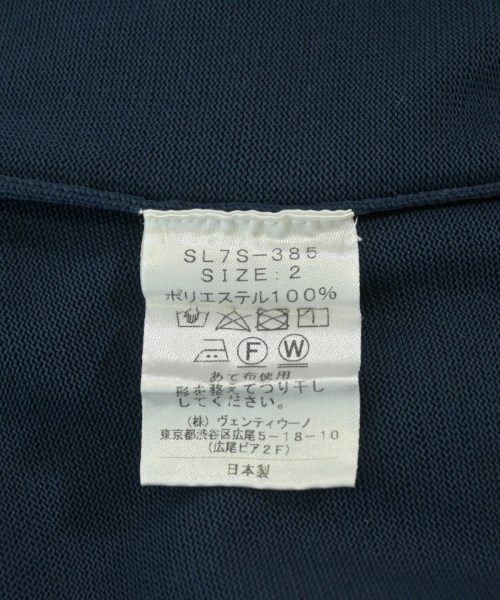 SL7S-385
SIZE:2
ポリエステル100%
F W
あて布使用
形を整えてつり干し
してください。
(株)ヴェンティウーノ
東京都渋谷区広尾5-18-10
(広尾ピア2F)
日本製